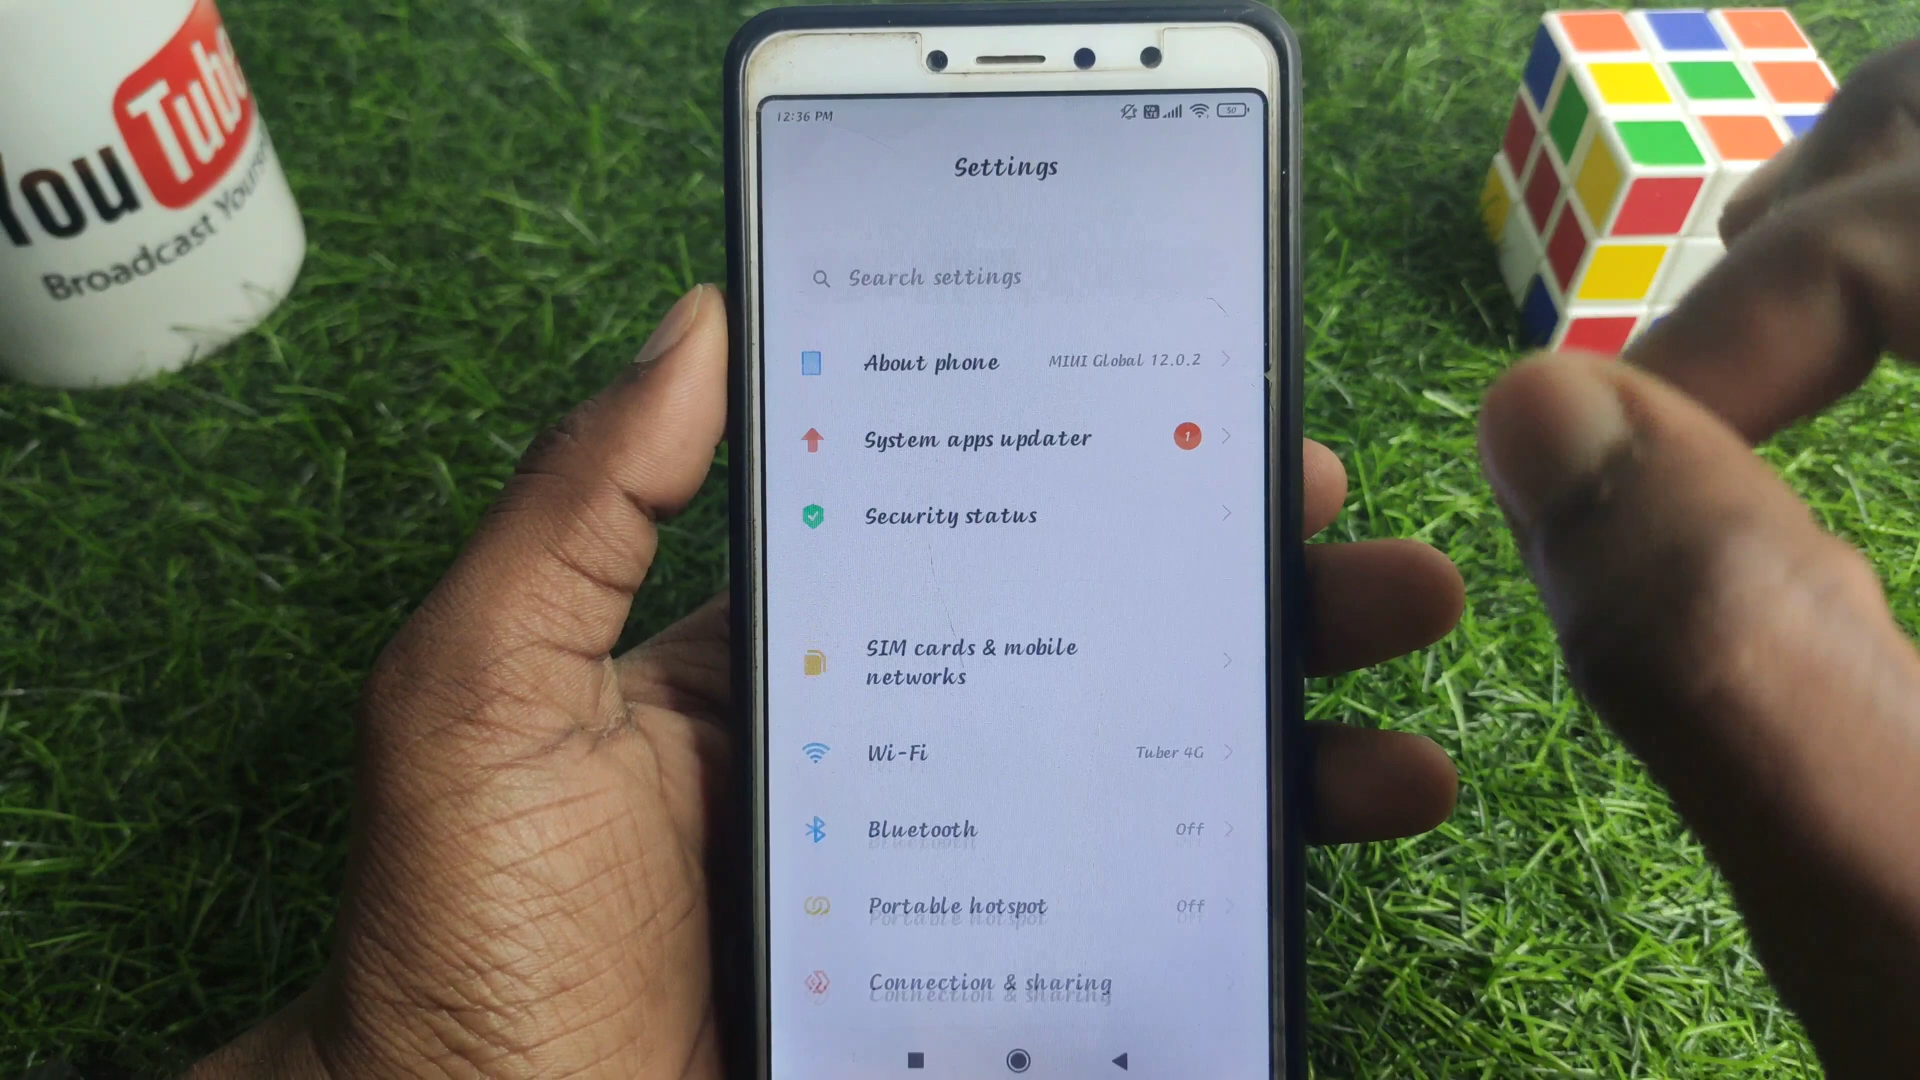 YouTube
Broadcast
12:36 PM
50
Settings
Search settings
About phone MIUI Global 12.0.2
System apps updater 1
Security status
SIM cards & mobile
networks
Wi-Fi Tuber 4G
Bluetooth Off
Portable hotspot Off
Connection & sharing